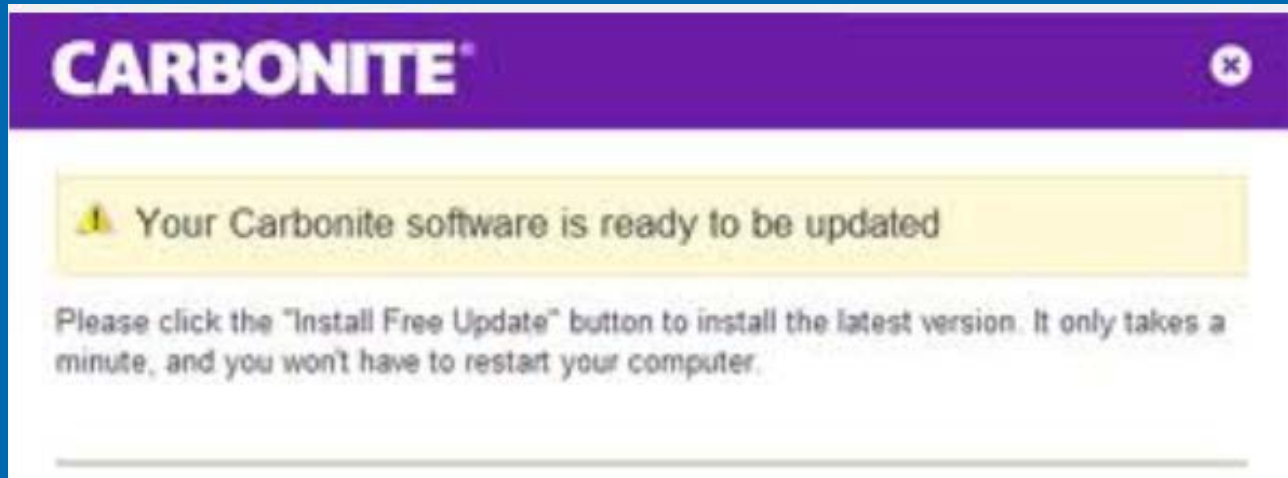 CARBONITE®
Your Carbonite software is ready to be updated
Please click the "Install Free Update" button to install the latest version. It only takes a
minute, and you won't have to restart your computer.